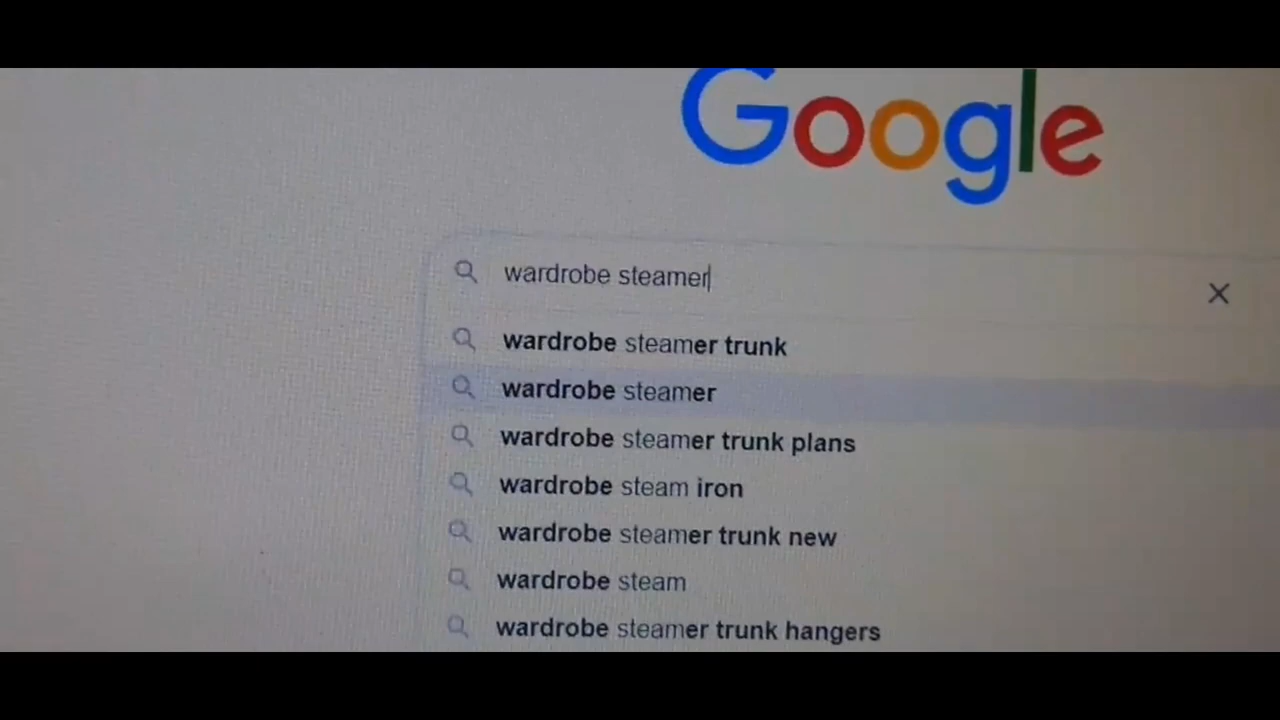 Google
wardrobe steamer
wardrobe steamer trunk
wardrobe steamer
wardrobe steamer trunk plans
wardrobe steam iron
wardrobe steamer trunk new
wardrobe steam
wardrobe steamer trunk hangers